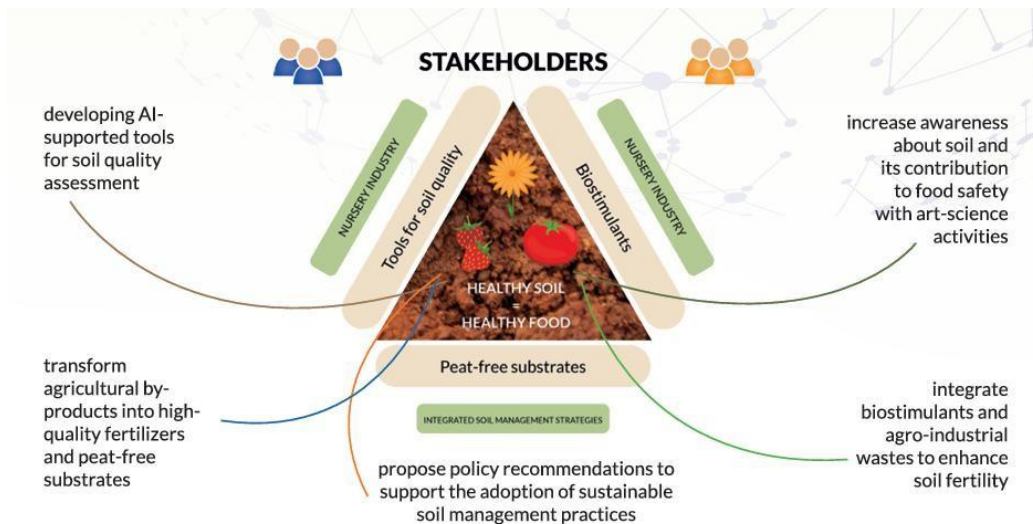 STAKEHOLDERS
developing AI-
supported tools
for soil quality
assessment
NURSERY INDUSTRY
Tools for soil quality
Biostimulants
NURSERY INDUSTRY
increase awareness
about soil and
its contribution
to food safety
with art-science
activities
HEALTHY SOIL
=
HEALTHY FOOD
Peat-free substrates
INTEGRATED SOIL MANAGEMENT STRATEGIES
transform
agricultural by-
products into high-
quality fertilizers
and peat-free
substrates
propose policy recommendations to
support the adoption of sustainable
soil management practices
integrate
biostimulants and
agro-industrial
wastes to enhance
soil fertility